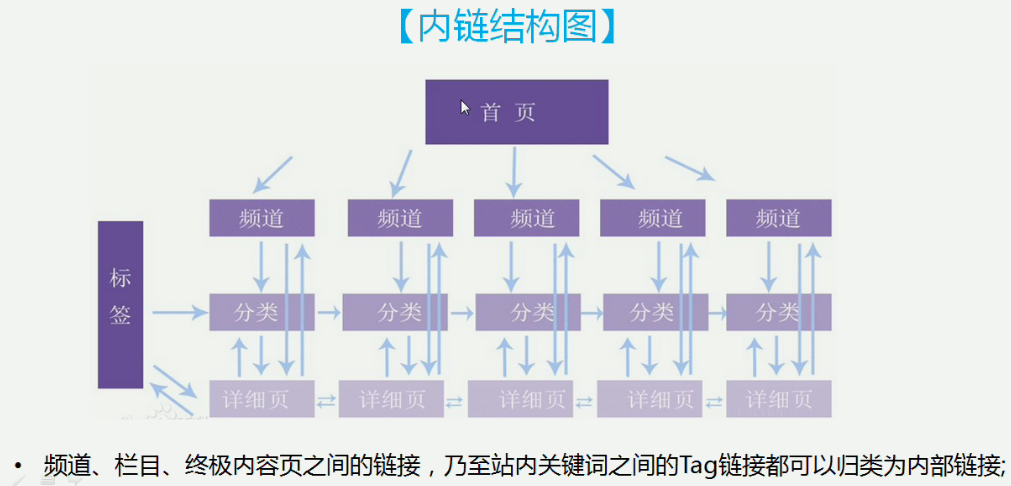 【内链结构图】
首 页
频道 频道 频道 频道 频道
标签
分类 分类 分类 分类 分类
详细页 详细页 详细页 详细页 详细页
• 频道、栏目、终极内容页之间的链接，乃至站内关键词之间的Tag链接都可以归类为内部链接;